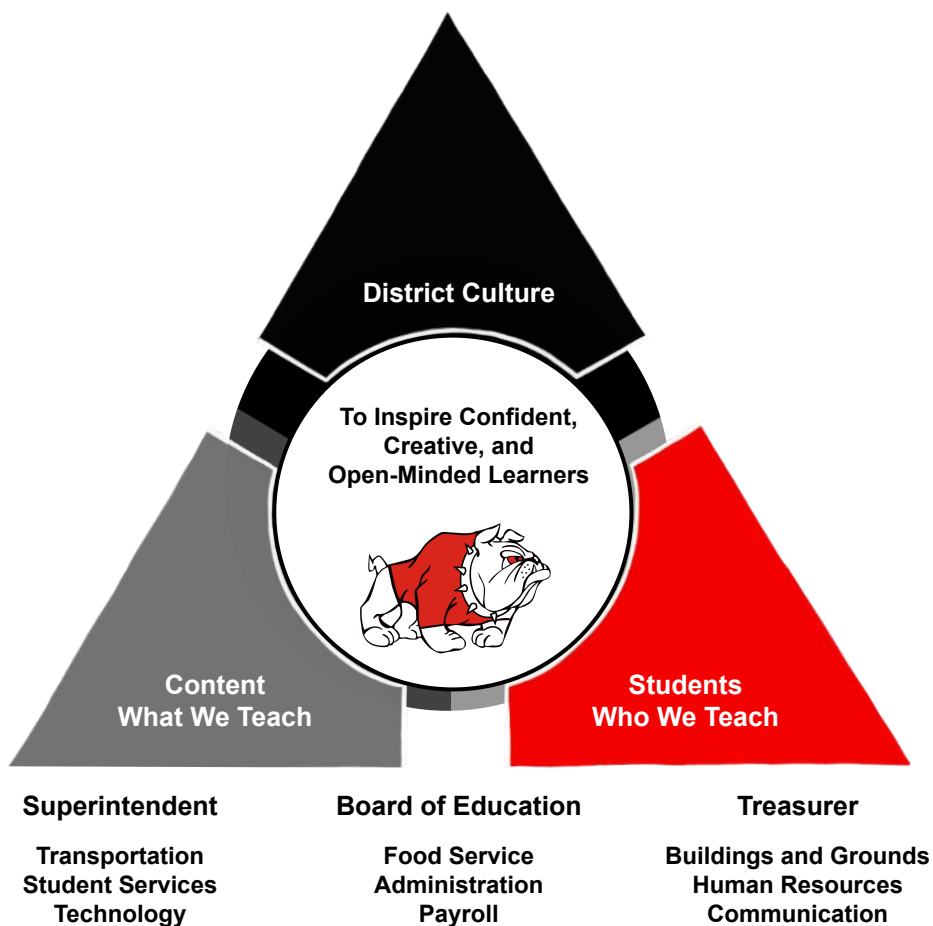 District Culture
To Inspire Confident,
Creative, and
Open-Minded Learners
Content
What We Teach
Students
Who We Teach
Superintendent
Transportation
Student Services
Technology
Board of Education
Food Service
Administration
Payroll
Treasurer
Buildings and Grounds
Human Resources
Communication